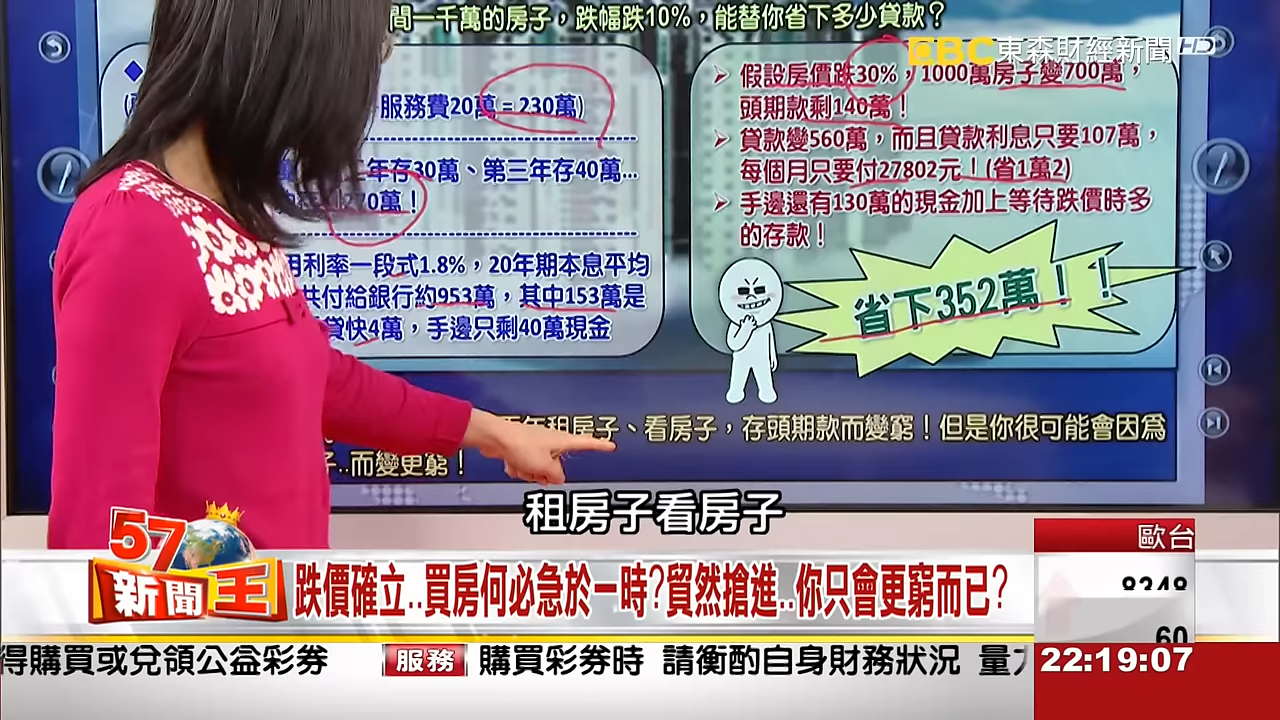 間一千萬的房子，跌幅跌10%，能替你省下多少貸款？
EBC 東森財經新聞 HD
服務費20萬 = 230萬)
二年存30萬、第三年存40萬...
270萬！
用利率一段式1.8%，20年期本息平均
共付給銀行約953萬，其中153萬是
貸快4萬，手邊只剩40萬現金
➢ 假設房價跌30%，1000萬房子變700萬，
頭期款剩140萬！
➢ 貸款變560萬，而且貸款利息只要107萬，
每個月只要付27802元！(省1萬2)
➢ 手邊還有130萬的現金加上等待跌價時多
的存款！
省下352萬！！
年租房子、看房子，存頭期款而變窮！但是你很可能會因為
子..而變更窮！
租房子看房子
57
新聞王
跌價確立..買房何必急於一時?貿然搶進..你只會更窮而已?
歐台
8348
60
得購買或兌領公益彩券 服務 購買彩券時 請衡酌自身財務狀況 量力
22:19:07